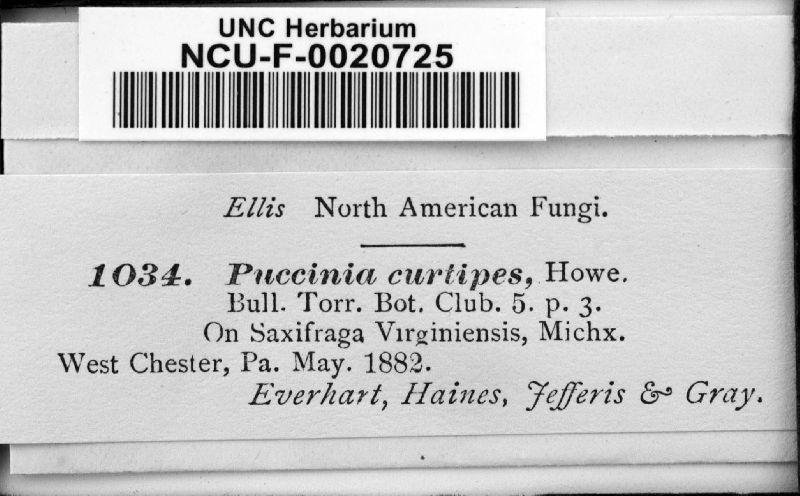 UNC Herbarium
NCU-F-0020725
Ellis North American Fungi.
1034. Puccinia curtipes, Howe.
Bull. Torr. Bot. Club. 5. p. 3.
On Saxifraga Virginiensis, Michx.
West Chester, Pa. May. 1882.
Everhart, Haines, Jefferis & Gray.